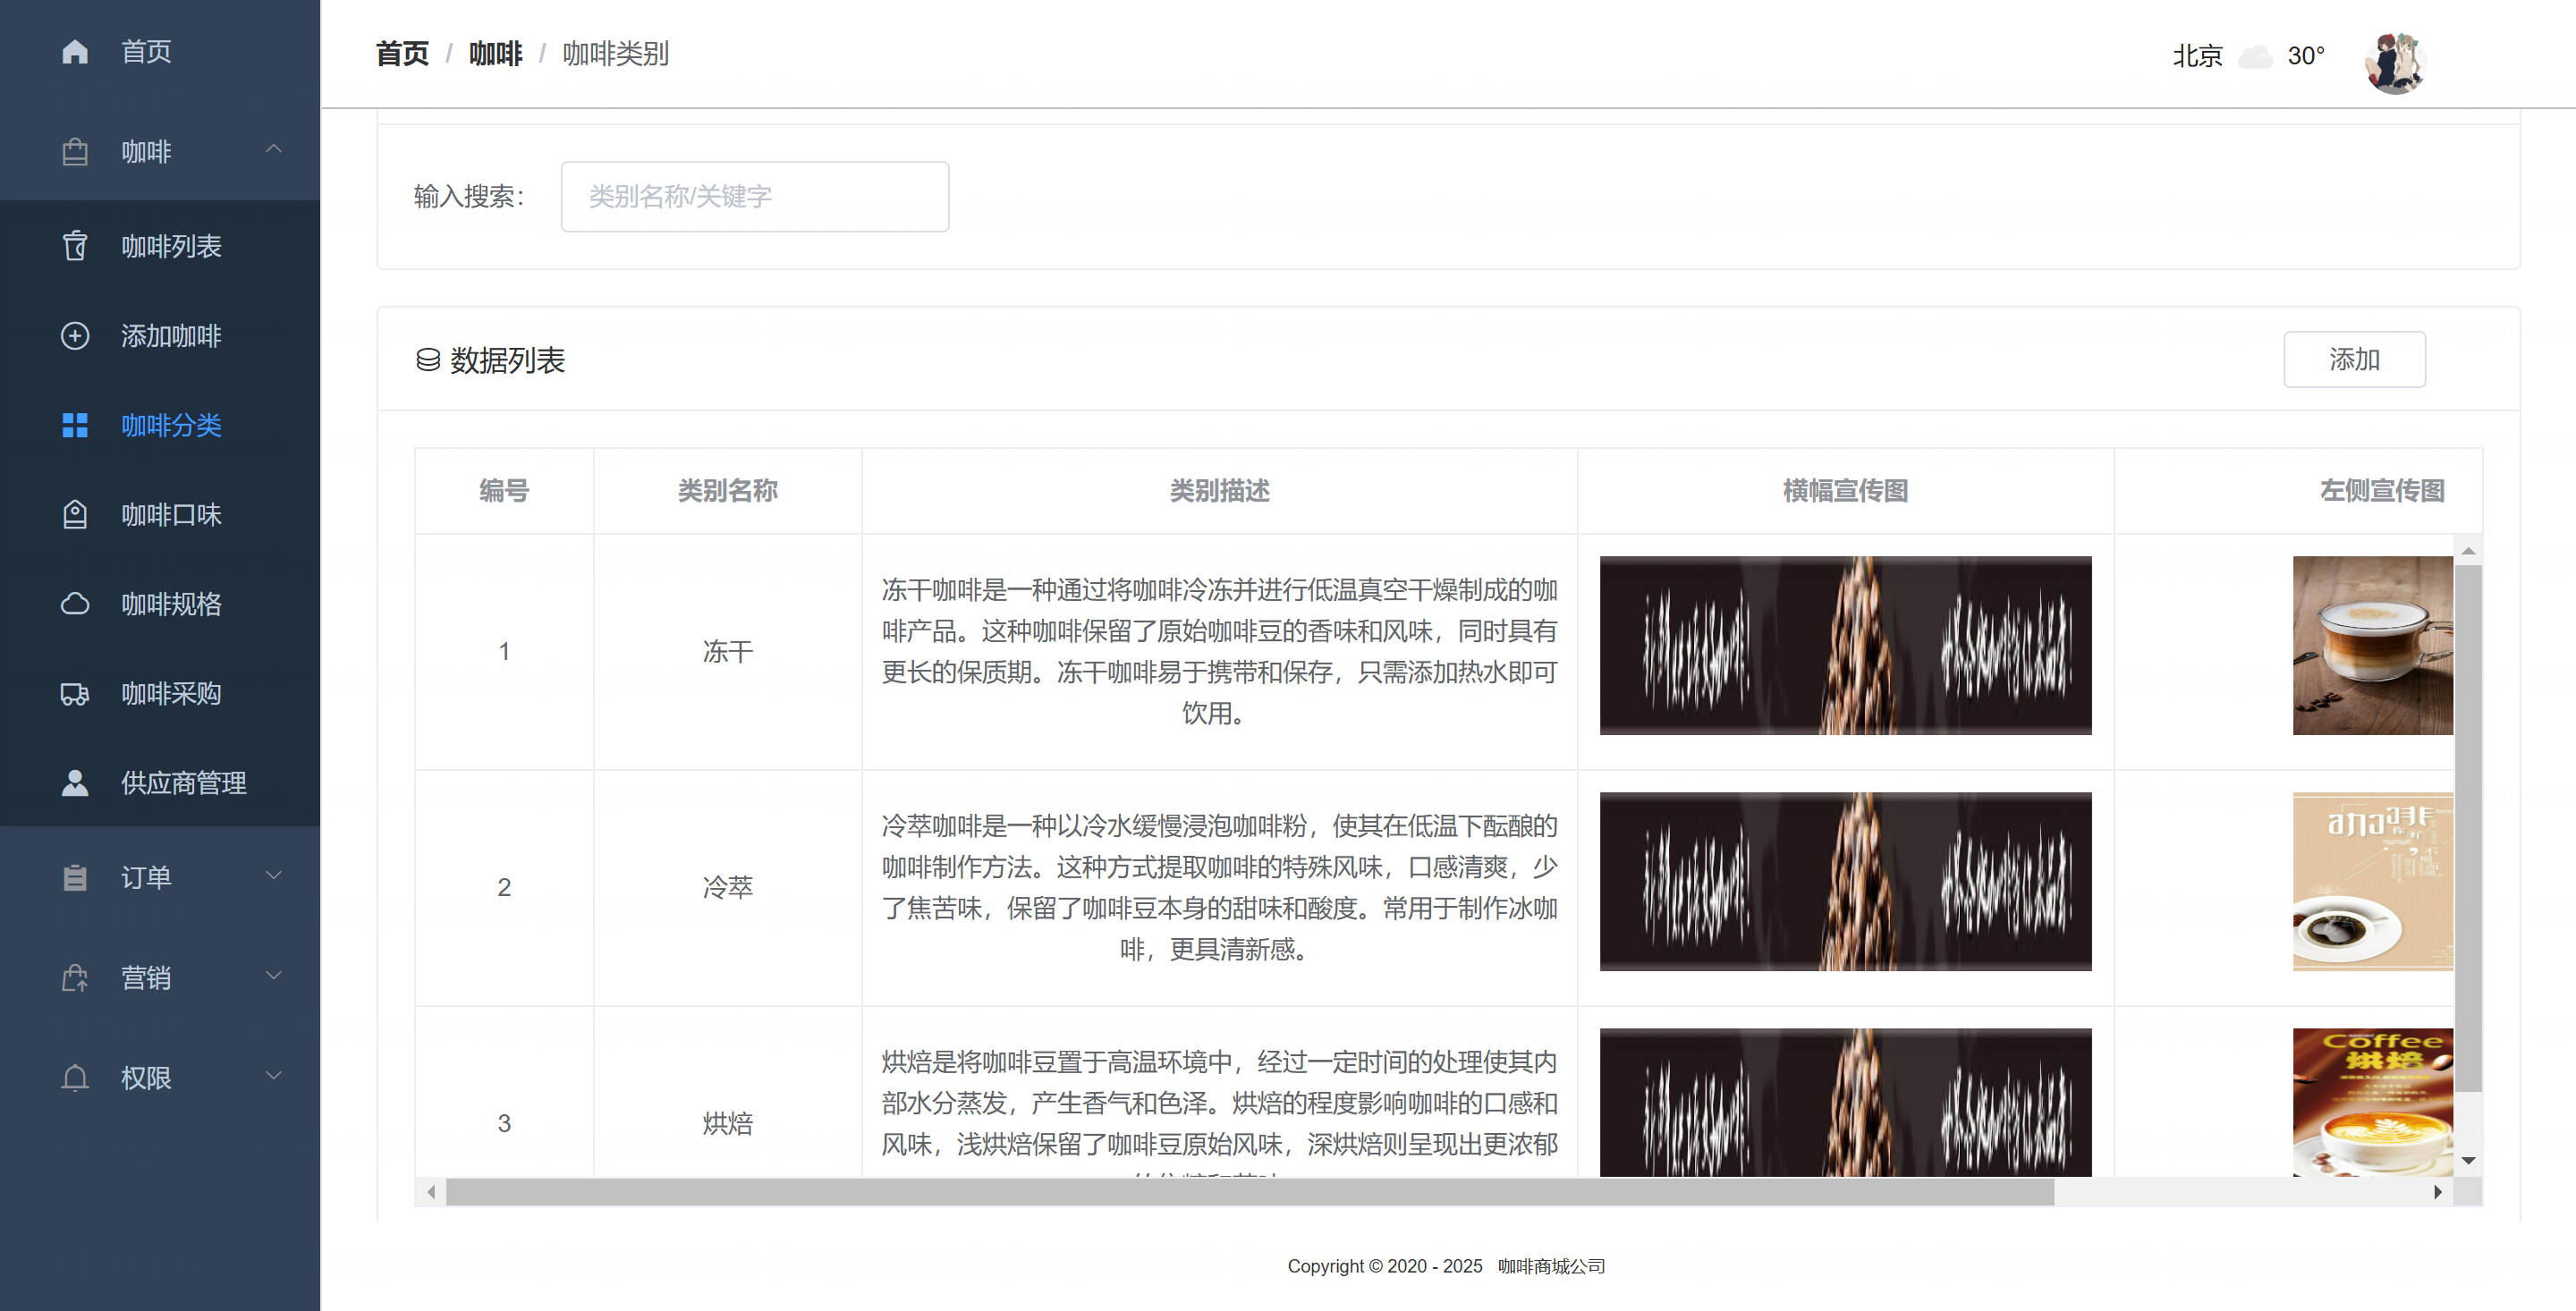 首页
咖啡
咖啡列表
添加咖啡
咖啡分类
咖啡口味
咖啡规格
咖啡采购
供应商管理
订单
营销
权限
首页 / 咖啡 / 咖啡类别
北京 30°
输入搜索：
类别名称/关键字
数据列表
添加
编号 类别名称 类别描述 横幅宣传图 左侧宣传图
1
冻干
冻干咖啡是一种通过将咖啡冷冻并进行低温真空干燥制成的咖
啡产品。这种咖啡保留了原始咖啡豆的香味和风味，同时具有
更长的保质期。冻干咖啡易于携带和保存，只需添加热水即可
饮用。
2
冷萃
冷萃咖啡是一种以冷水缓慢浸泡咖啡粉，使其在低温下酝酿的
咖啡制作方法。这种方式提取咖啡的特殊风味，口感清爽，少
了焦苦味，保留了咖啡豆本身的甜味和酸度。常用于制作冰咖
啡，更具清新感。
3
烘焙
烘焙是将咖啡豆置于高温环境中，经过一定时间的处理使其内
部水分蒸发，产生香气和色泽。烘焙的程度影响咖啡的口感和
风味，浅烘焙保留了咖啡豆原始风味，深烘焙则呈现出更浓郁
Coffee
烘焙
Copyright © 2020 - 2025 咖啡商城公司